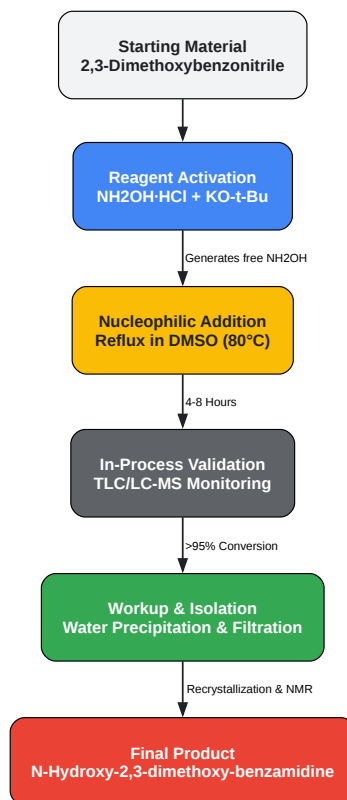 Starting Material
2,3-Dimethoxybenzonitrile
Reagent Activation
NH2OH·HCl + KO-t-Bu
Generates free NH2OH
Nucleophilic Addition
Reflux in DMSO (80°C)
4-8 Hours
In-Process Validation
TLC/LC-MS Monitoring
>95% Conversion
Workup & Isolation
Water Precipitation & Filtration
Recrystallization & NMR
Final Product
N-Hydroxy-2,3-dimethoxy-benzamidine